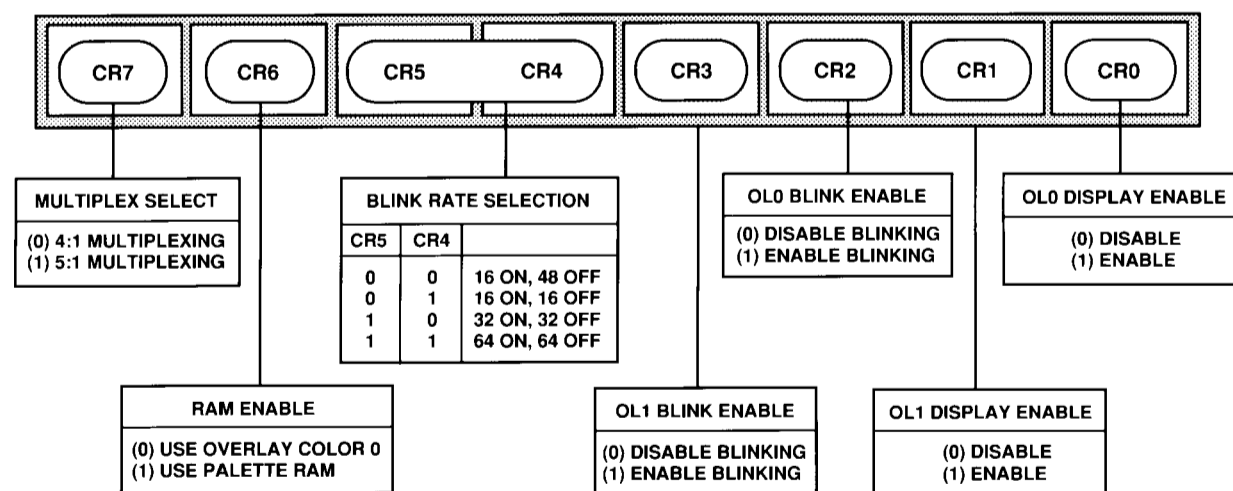 CR7 CR6 CR5 CR4 CR3 CR2 CR1 CR0
MULTIPLEX SELECT
(0) 4:1 MULTIPLEXING
(1) 5:1 MULTIPLEXING
BLINK RATE SELECTION
CR5 CR4
0 0 16 ON, 48 OFF
0 1 16 ON, 16 OFF
1 0 32 ON, 32 OFF
1 1 64 ON, 64 OFF
OL0 BLINK ENABLE
(0) DISABLE BLINKING
(1) ENABLE BLINKING
OL0 DISPLAY ENABLE
(0) DISABLE
(1) ENABLE
RAM ENABLE
(0) USE OVERLAY COLOR 0
(1) USE PALETTE RAM
OL1 BLINK ENABLE
(0) DISABLE BLINKING
(1) ENABLE BLINKING
OL1 DISPLAY ENABLE
(0) DISABLE
(1) ENABLE